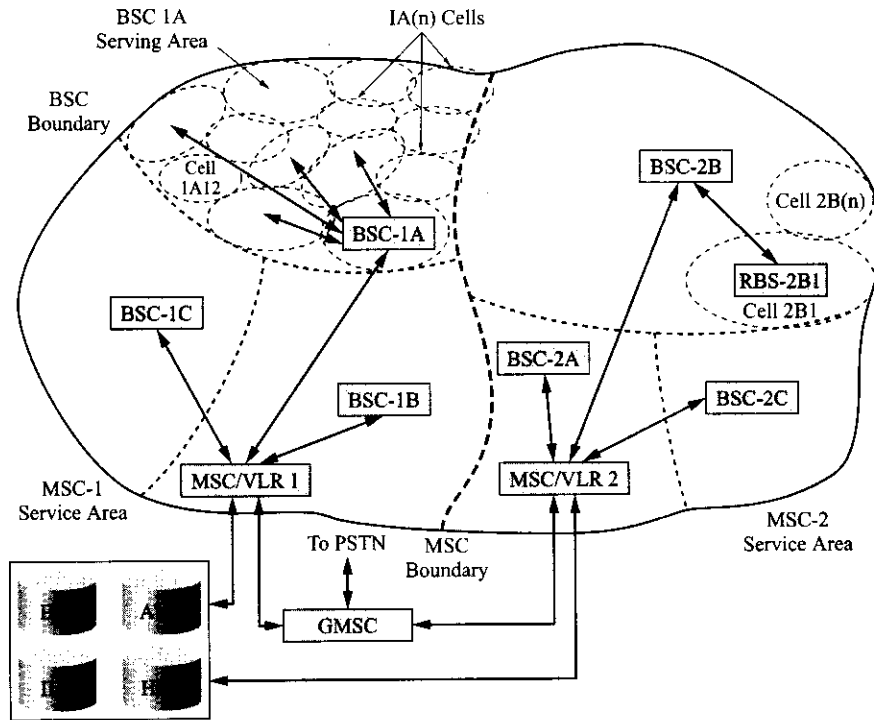 BSC 1A
Serving Area
IA(n) Cells
BSC
Boundary
Cell
1A12
BSC-1A
BSC-2B
Cell 2B(n)
RBS-2B1
Cell 2B1
BSC-1C
BSC-2A
BSC-1B
BSC-2C
MSC/VLR 1
MSC/VLR 2
MSC-1
Service Area
MSC-2
Service Area
To PSTN
MSC
Boundary
GMSC
A
H